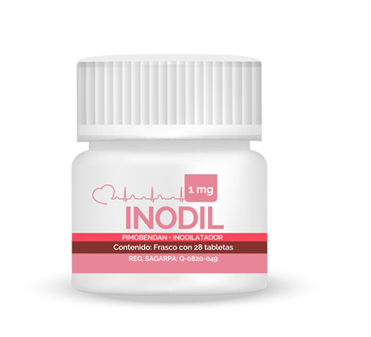 1 mg
INODIL
PIMOBENDAN • INODILATADOR
Contenido: Frasco con 28 tabletas
REG. SAGARPA: Q-0820-049